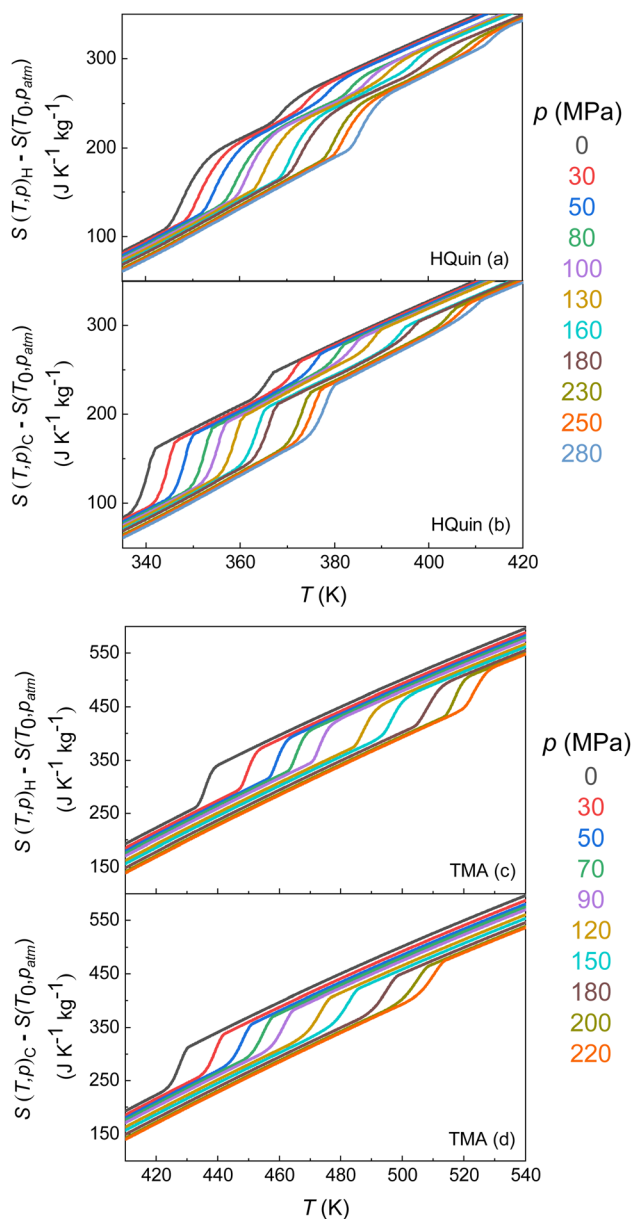 300
200
100
S (T,p)H - S(T0,patm)
(J K−1 kg−1)
HQuin (a)
p (MPa)
0
30
50
80
100
130
160
180
230
250
280
300
200
100
S (T,p)C - S(T0,patm)
(J K−1 kg−1)
HQuin (b)
340 360 380 400 420
T (K)
550
450
350
250
150
S (T,p)H - S(T0,patm)
(J K−1 kg−1)
TMA (c)
p (MPa)
0
30
50
70
90
120
150
180
200
220
550
450
350
250
150
S (T,p)C - S(T0,patm)
(J K−1 kg−1)
TMA (d)
420 440 460 480 500 520 540
T (K)